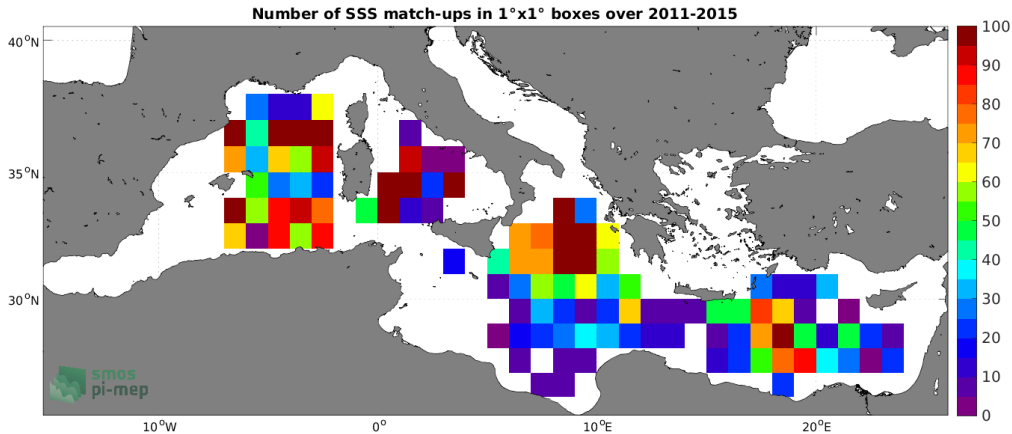 Number of SSS match-ups in 1°x1° boxes over 2011-2015
40°N
35°N
30°N
10°W
0°
10°E
20°E
100
90
80
70
60
50
40
30
20
10
0
smos
pi-mep